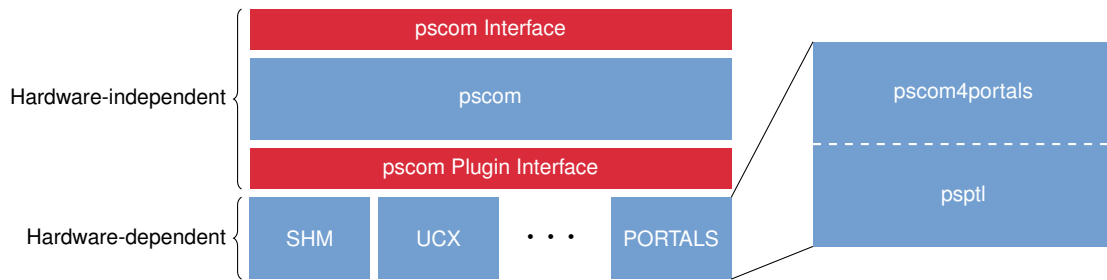 pscom Interface
Hardware-independent
pscom
pscom Plugin Interface
Hardware-dependent
SHM
UCX
. . .
PORTALS
pscom4portals
psptl